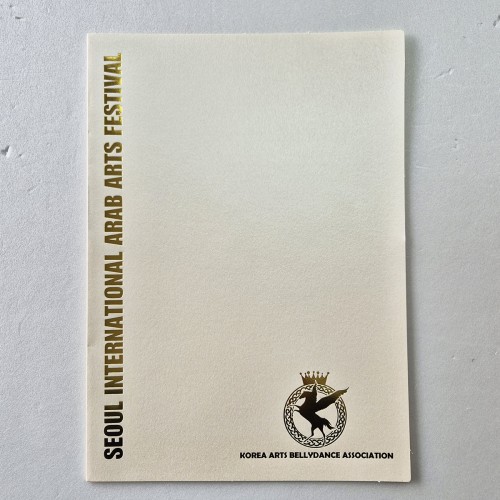 SEOUL INTERNATIONAL ARAB ARTS FESTIVAL
KOREA ARTS BELLYDANCE ASSOCIATION